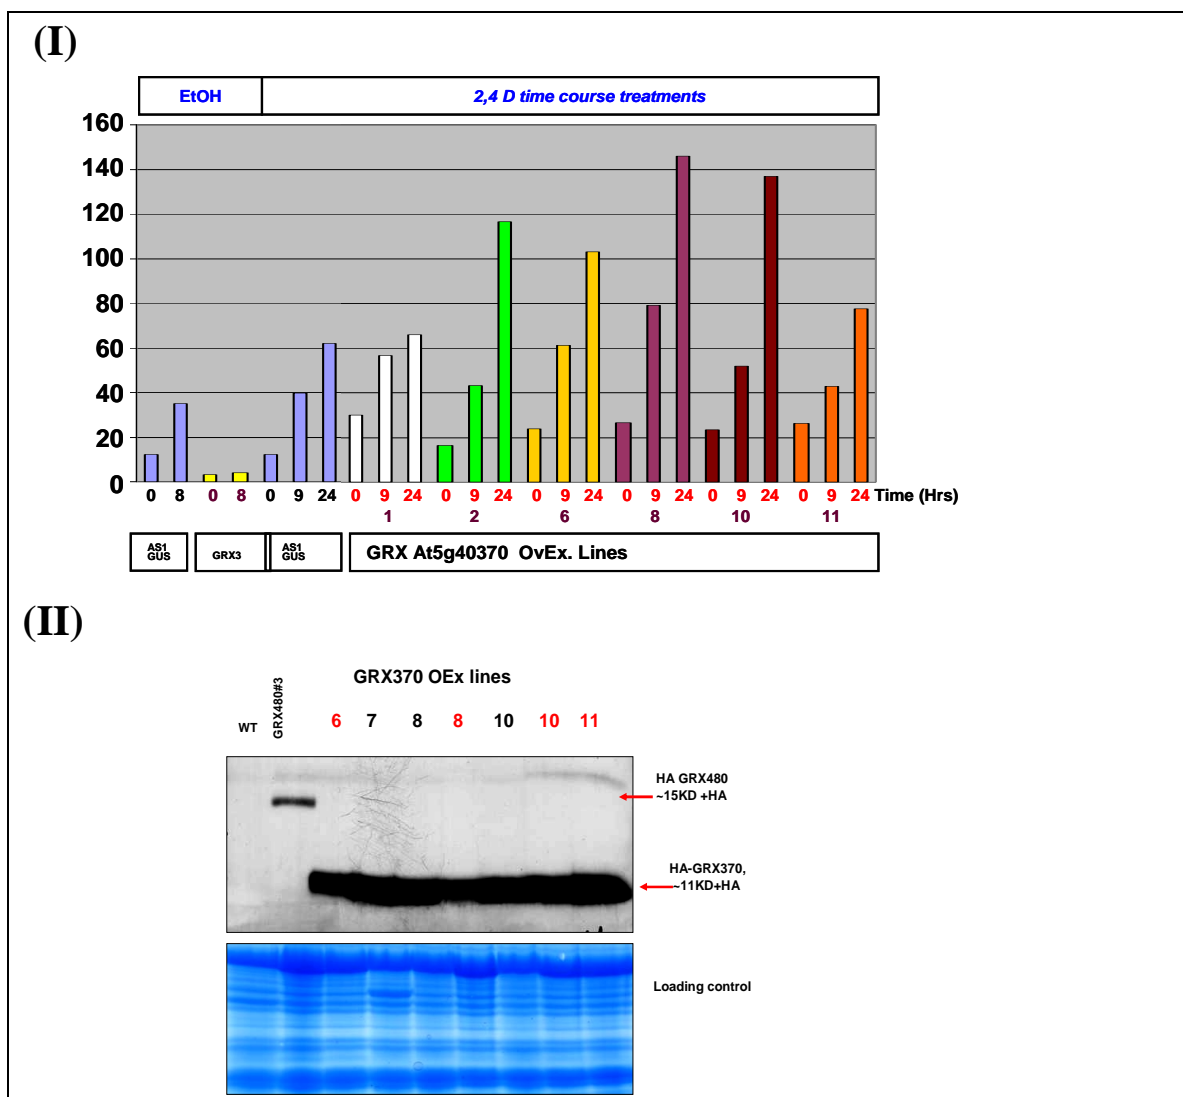 (I)
EtOH 2,4 D time course treatments
160
140
120
100
80
60
40
20
0
0 8 0 8 0 9 24 0 9 24 0 9 24 0 9 24 0 9 24 0 9 24 0 9 24 Time (Hrs)
1 2 6 8 10 11
AS1 GUS
GRX3
AS1 GUS
GRX At5g40370 OvEx. Lines
(II)
GRX370 OEx lines
WT GRX480#3 6 7 8 8 10 10 11
HA GRX480
~15KD +HA
HA-GRX370,
~11KD+HA
Loading control